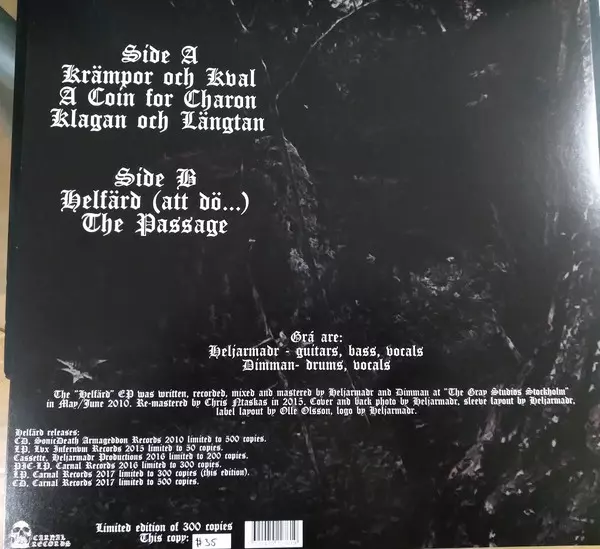 Side A
Krämpor och Kval
A Coin for Charon
Klagan och Längtan
Side B
Helfärd (att dö...)
The Passage
Grá are:
Heljarmadr - guitars, bass, vocals
Dimman- drums, vocals
The "Helfärd" EP was written, recorded, mixed and mastered by Heljarmadr and Dimman at "The Gray Studios Stockholm"
in May/June 2010. Re-mastered by Chris Ntaskas in 2015. Cover and back photo by Heljarmadr, sleeve layout by Heljarmadr,
label layout by Olle Olsson, logo by Heljarmadr.
Helfärd releases:
CD, SonicDeath Armageddon Records 2010 limited to 500 copies.
LP, Lvx Infernvm Records 2015 limited to 50 copies.
Cassette, Heljarmadr Productions 2016 limited to 200 copies.
PIC-LP, Carnal Records 2016 limited to 300 copies.
LP, Carnal Records 2017 limited to 300 copies (this edition).
CD, Carnal Records 2017 limited to 500 copies.
CARNAL
RECORDS
Limited edition of 300 copies
This copy: #35